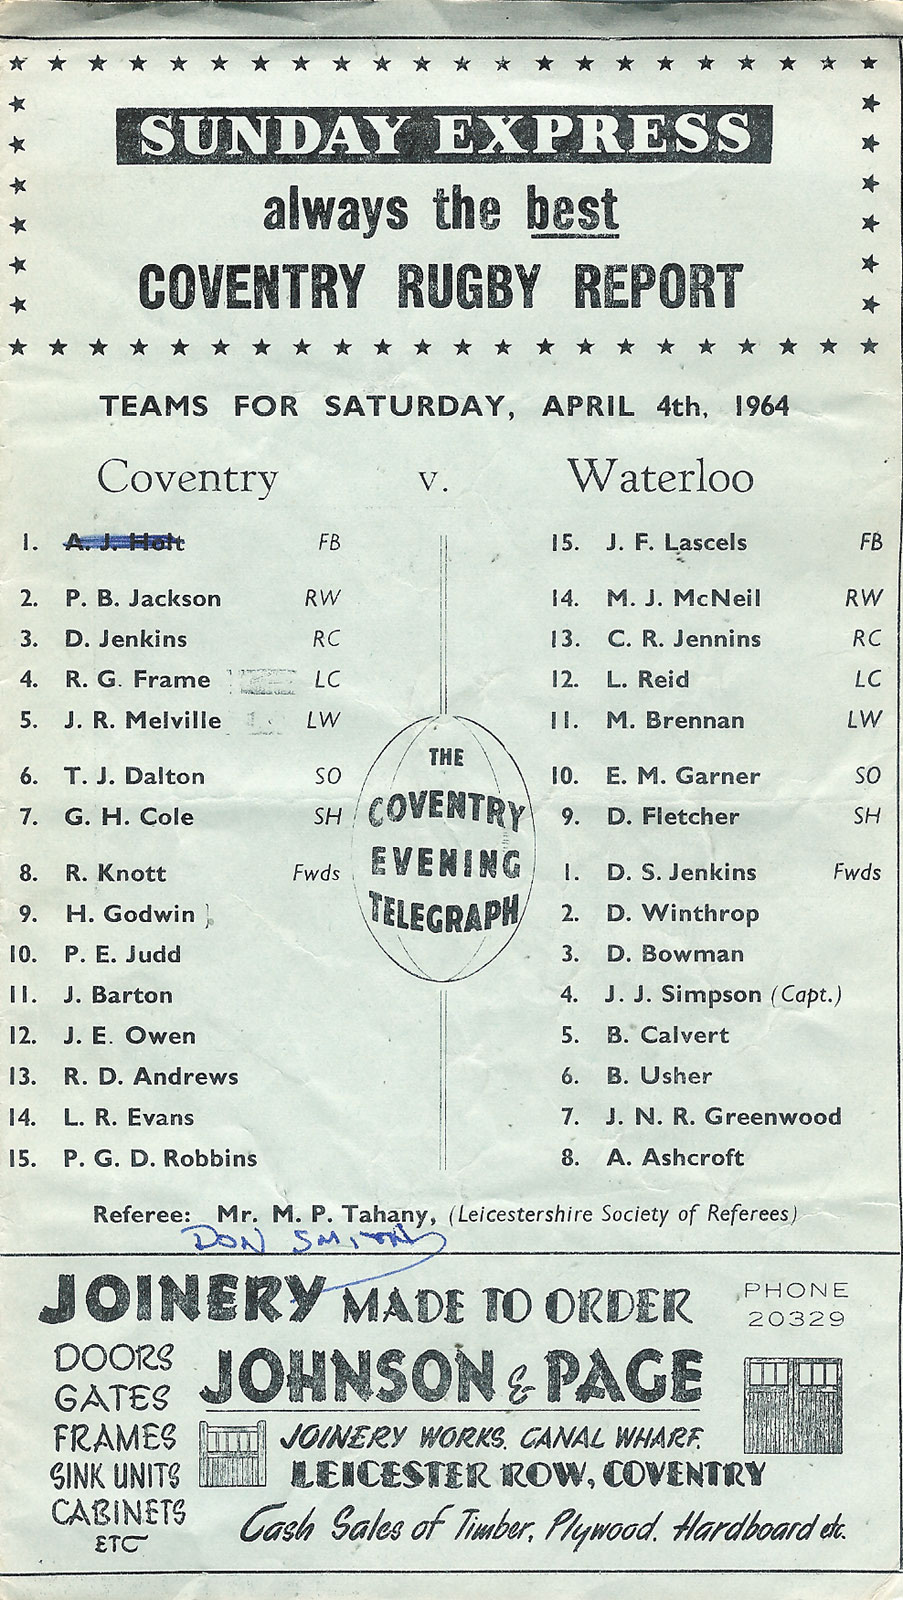 SUNDAY EXPRESS
always the best
COVENTRY RUGBY REPORT
TEAMS FOR SATURDAY, APRIL 4th, 1964
Coventry v. Waterloo
1. A. J. Holt FB 15. J. F. Lascels FB
2. P. B. Jackson RW 14. M. J. McNeil RW
3. D. Jenkins RC 13. C. R. Jennins RC
4. R. G. Frame LC 12. L. Reid LC
5. J. R. Melville LW 11. M. Brennan LW
6. T. J. Dalton SO 10. E. M. Garner SO
7. G. H. Cole SH 9. D. Fletcher SH
8. R. Knott Fwds 1. D. S. Jenkins Fwds
9. H. Godwin 2. D. Winthrop
10. P. E. Judd 3. D. Bowman
11. J. Barton 4. J. J. Simpson (Capt.)
12. J. E. Owen 5. B. Calvert
13. R. D. Andrews 6. B. Usher
14. L. R. Evans 7. J. N. R. Greenwood
15. P. G. D. Robbins 8. A. Ashcroft
THE
COVENTRY
EVENING
TELEGRAPH
Referee: Mr. M. P. Tahany, (Leicestershire Society of Referees)
DON SMITH
JOINERY MADE TO ORDER
PHONE
20329
DOORS
GATES
FRAMES
SINK UNITS
CABINETS
ETC
JOHNSON & PAGE
JOINERY WORKS. CANAL WHARF.
LEICESTER ROW, COVENTRY
Cash Sales of Timber, Plywood. Hardboard etc.